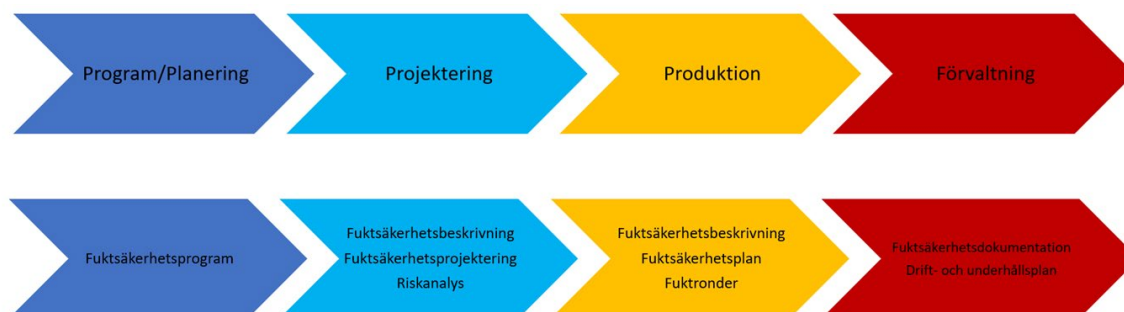 Program/Planering
Projektering
Produktion
Förvaltning
Fuktsäkerhetsprogram
Fuktsäkerhetsbeskrivning
Fuktsäkerhetsprojektering
Riskanalys
Fuktsäkerhetsbeskrivning
Fuktsäkerhetsplan
Fuktronder
Fuktsäkerhetsdokumentation
Drift- och underhållsplan